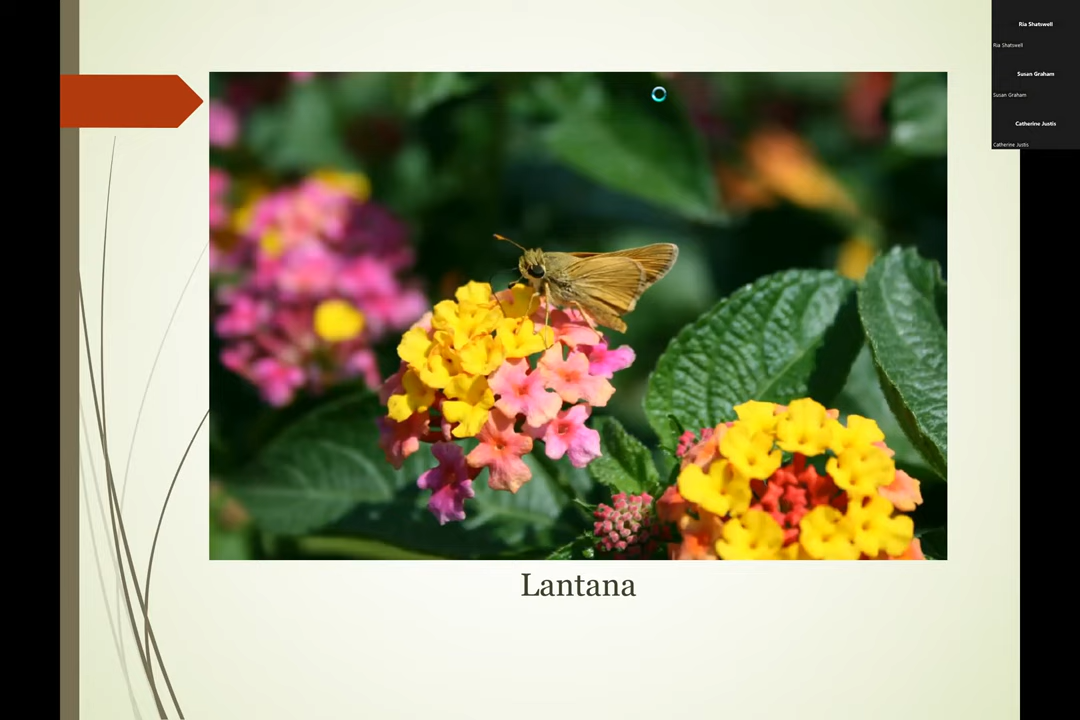 Ria Shatswell
Ria Shatswell
Susan Graham
Susan Graham
Catherine Justis
Catherine Justis
Lantana